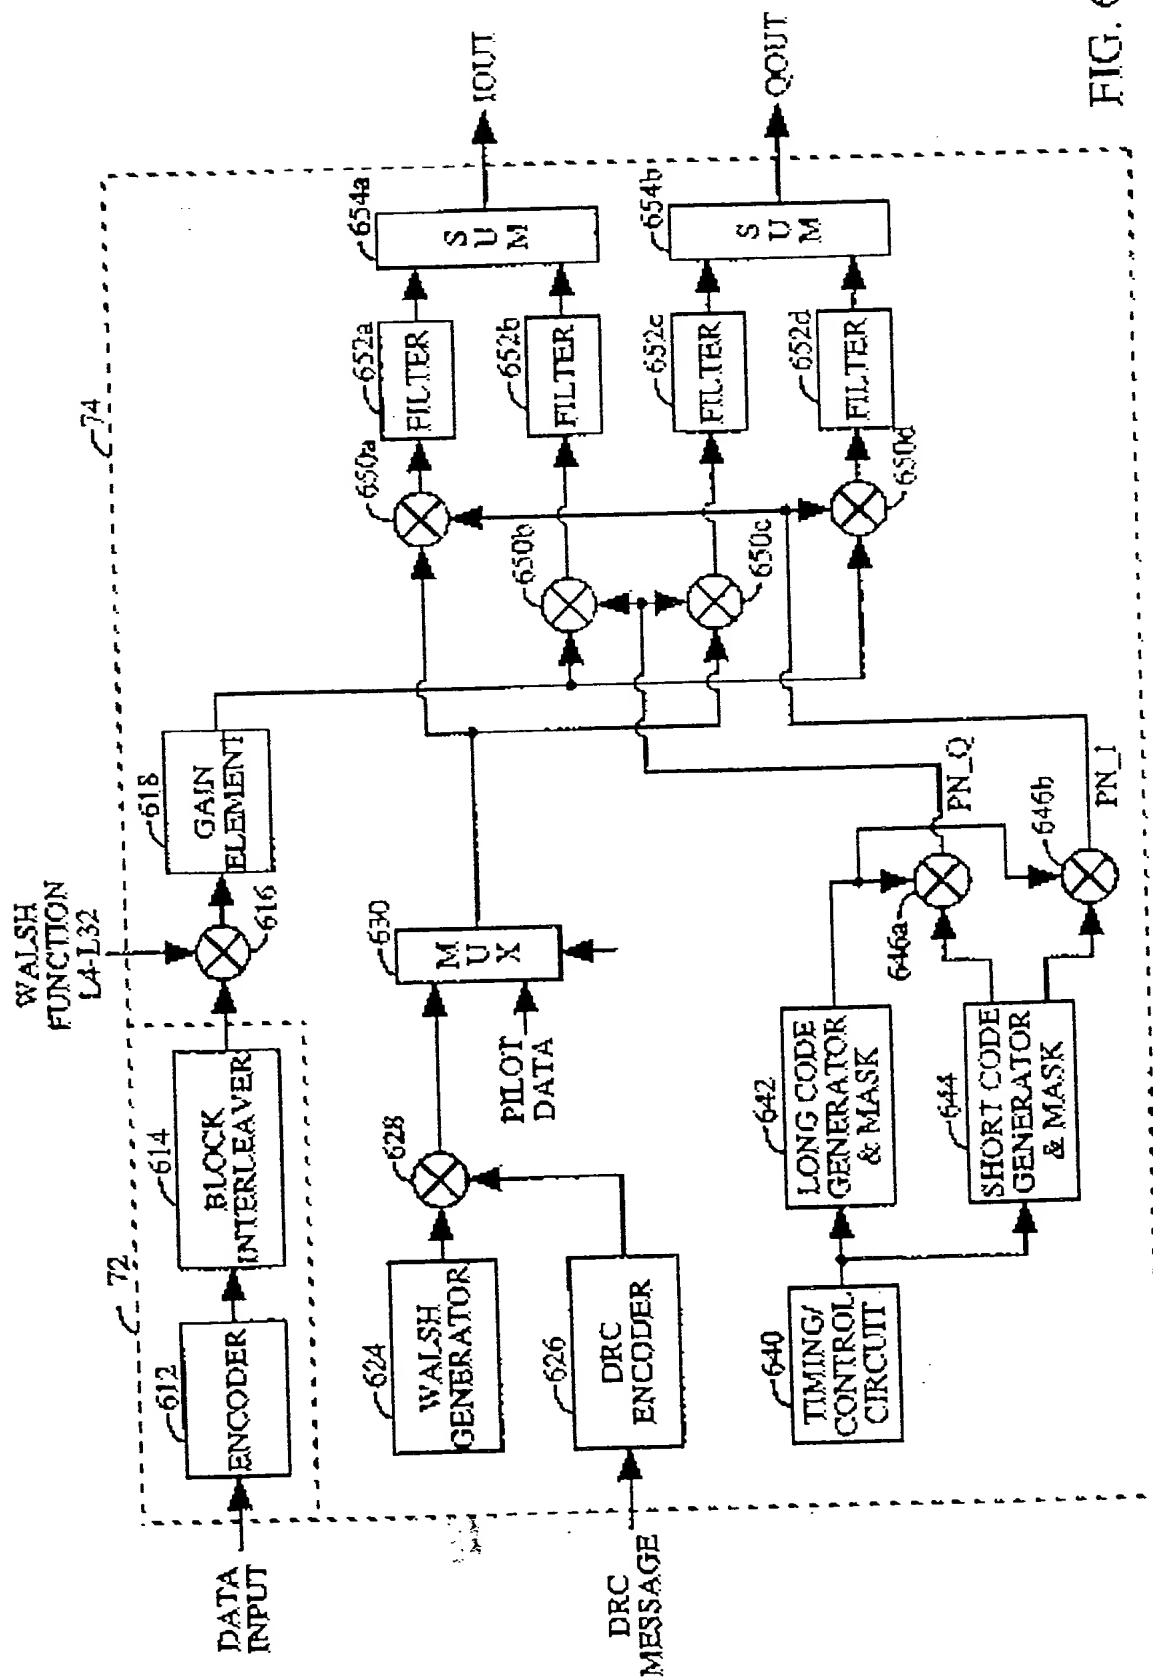 DATA
INPUT
72
612
ENCODER
614
BLOCK
INTERLEAVER
WALSH
FUNCTION
L4-L32
616
618
GAIN
ELEMENT
74
624
WALSH
GENERATOR
628
DRC
MESSAGE
626
DRC
ENCODER
PILOT
DATA
630
MUX
640
TIMING/
CONTROL
CIRCUIT
642
LONG CODE
GENERATOR
& MASK
644
SHORT CODE
GENERATOR
& MASK
646a
PN_Q
646b
PN_I
650a
650b
650c
650d
652a
FILTER
652b
FILTER
652c
FILTER
652d
FILTER
654a
SUM
654b
SUM
IOUT
QOUT
FIG. 6